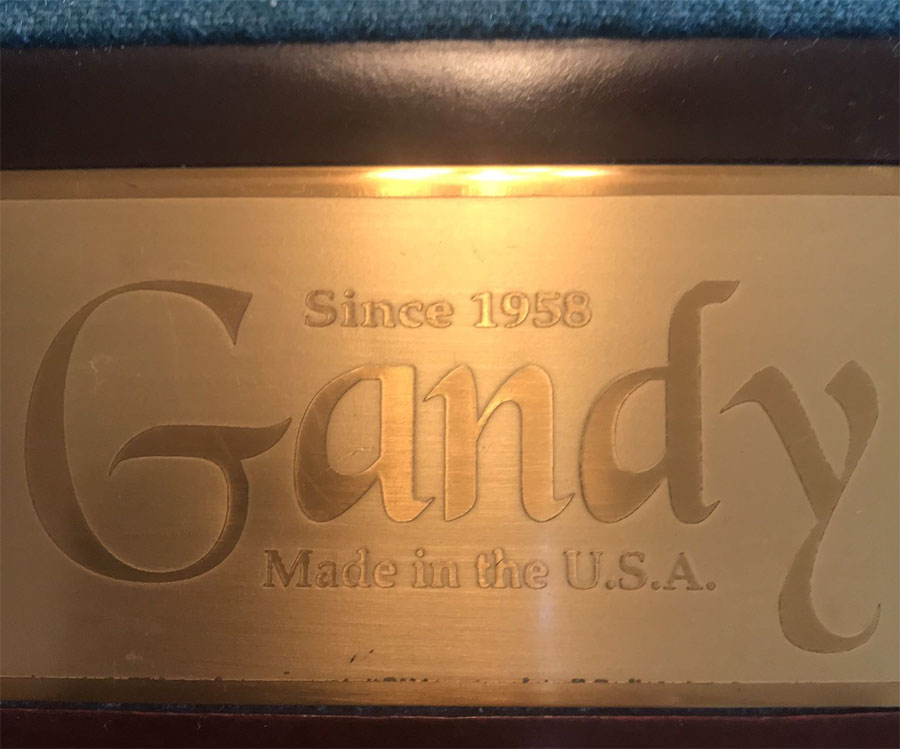 Since 1958
Gandy
Made in the U.S.A.